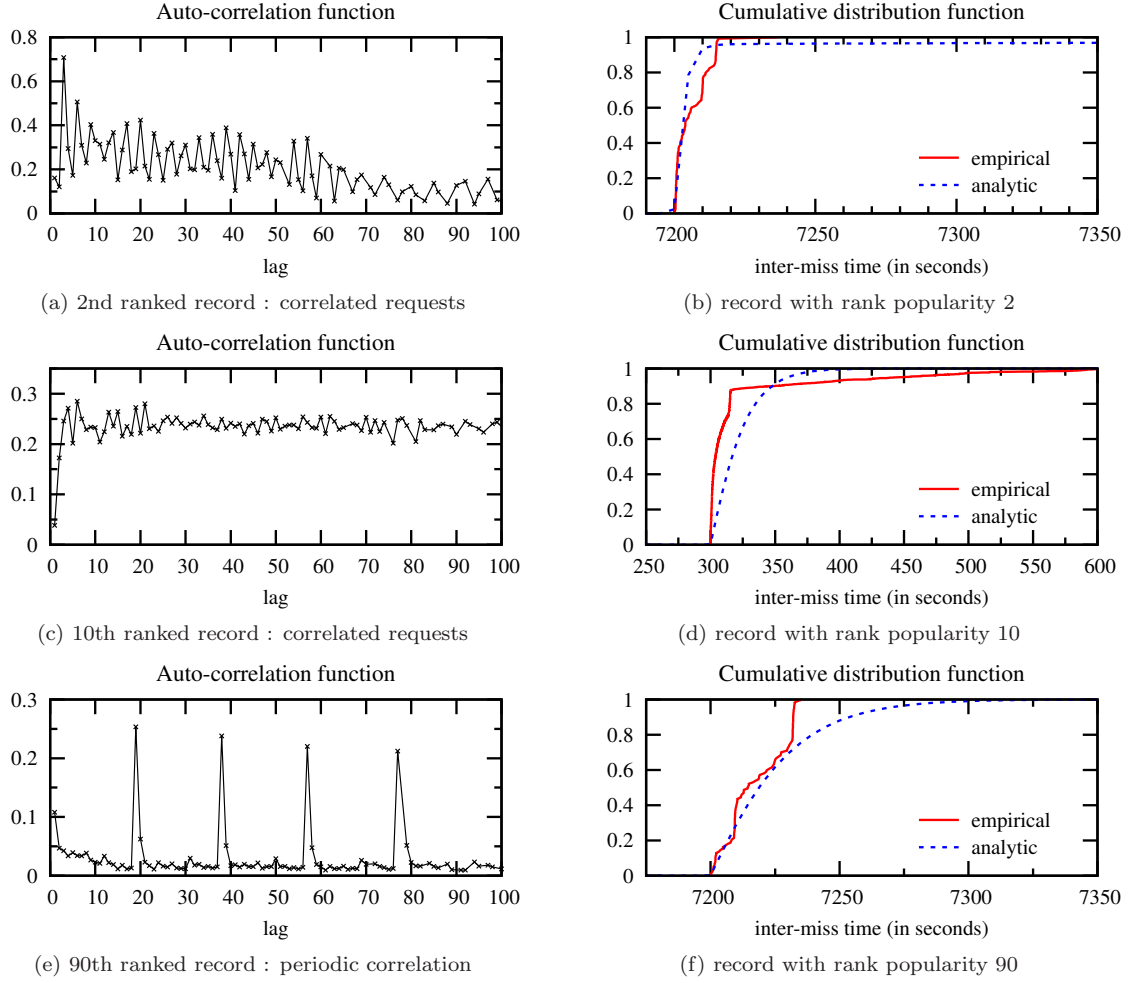 Auto-correlation function
0.8
0.6
0.4
0.2
0
0 10 20 30 40 50 60 70 80 90 100
lag
(a) 2nd ranked record : correlated requests
Cumulative distribution function
1
0.8
0.6
0.4
0.2
0
empirical
analytic
7200 7250 7300 7350
inter-miss time (in seconds)
(b) record with rank popularity 2
Auto-correlation function
0.3
0.2
0.1
0
0 10 20 30 40 50 60 70 80 90 100
lag
(c) 10th ranked record : correlated requests
Cumulative distribution function
1
0.8
0.6
0.4
0.2
0
empirical
analytic
250 300 350 400 450 500 550 600
inter-miss time (in seconds)
(d) record with rank popularity 10
Auto-correlation function
0.3
0.2
0.1
0
0 10 20 30 40 50 60 70 80 90 100
lag
(e) 90th ranked record : periodic correlation
Cumulative distribution function
1
0.8
0.6
0.4
0.2
0
empirical
analytic
7200 7250 7300 7350
inter-miss time (in seconds)
(f) record with rank popularity 90